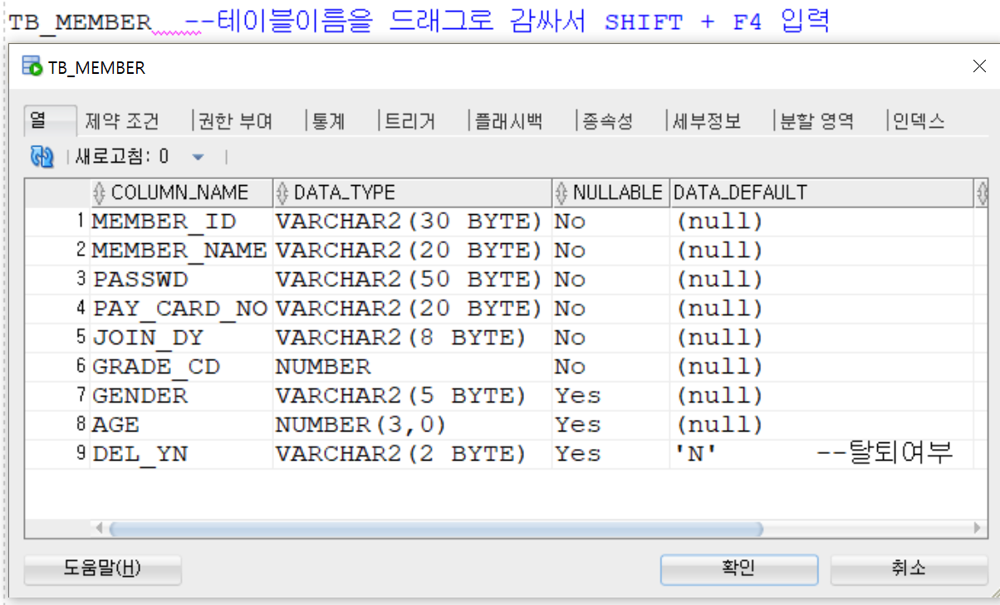 TB_MEMBER --테이블이름을 드래그로 감싸서 SHIFT + F4 입력
TB_MEMBER
열 제약 조건 권한 부여 통계 트리거 플래시백 종속성 세부정보 분할 영역 인덱스
새로고침: 0
COLUMN_NAME DATA_TYPE NULLABLE DATA_DEFAULT
1 MEMBER_ID VARCHAR2(30 BYTE) No (null)
2 MEMBER_NAME VARCHAR2(20 BYTE) No (null)
3 PASSWD VARCHAR2(50 BYTE) No (null)
4 PAY_CARD_NO VARCHAR2(20 BYTE) No (null)
5 JOIN_DY VARCHAR2(8 BYTE) No (null)
6 GRADE_CD NUMBER No (null)
7 GENDER VARCHAR2(5 BYTE) Yes (null)
8 AGE NUMBER(3,0) Yes (null)
9 DEL_YN VARCHAR2(2 BYTE) Yes 'N' --탈퇴여부
도움말(H) 확인 취소